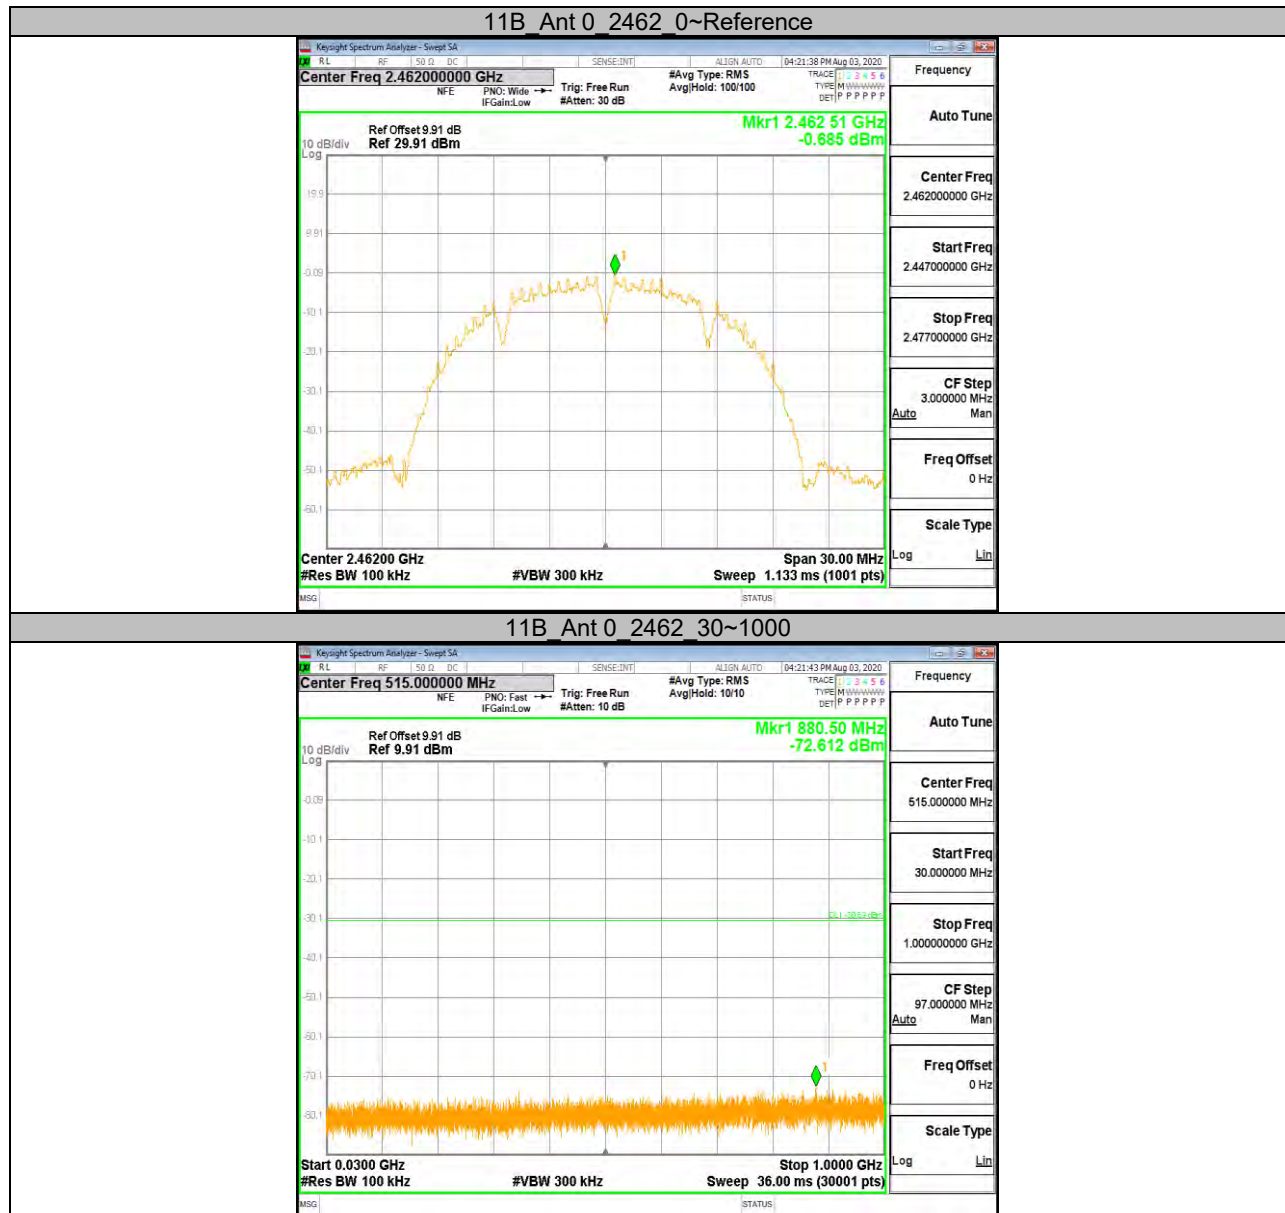 11B_Ant 0_2462_0~Reference
Keysight Spectrum Analyzer - Swept SA
RL RF 50 Ω DC SENSE:INT ALIGN AUTO 04:21:38 PM Aug 03, 2020
Center Freq 2.462000000 GHz
NFE
PNO: Wide
IFGain:Low
Trig: Free Run
#Atten: 30 dB
#Avg Type: RMS
Avg|Hold: 100/100
TRACE 1 2 3 4 5 6
TYPE M
DET P P P P P P
Mkr1 2.462 51 GHz
-0.685 dBm
Ref Offset 9.91 dB
10 dB/div Ref 29.91 dBm
Log
19.9
9.91
-0.09
-10.1
-20.1
-30.1
-40.1
-50.1
-60.1
1
Center 2.46200 GHz Span 30.00 MHz
#Res BW 100 kHz #VBW 300 kHz Sweep 1.133 ms (1001 pts)
MSG STATUS
Frequency
Auto Tune
Center Freq
2.462000000 GHz
Start Freq
2.447000000 GHz
Stop Freq
2.477000000 GHz
CF Step
3.000000 MHz
Auto Man
Freq Offset
0 Hz
Scale Type
Log Lin
11B_Ant 0_2462_30~1000
Keysight Spectrum Analyzer - Swept SA
RL RF 50 Ω DC SENSE:INT ALIGN AUTO 04:21:43 PM Aug 03, 2020
Center Freq 515.000000 MHz
NFE
PNO: Fast
IFGain:Low
Trig: Free Run
#Atten: 10 dB
#Avg Type: RMS
Avg|Hold: 10/10
TRACE 1 2 3 4 5 6
TYPE M
DET P P P P P P
Mkr1 880.50 MHz
-72.612 dBm
Ref Offset 9.91 dB
10 dB/div Ref 9.91 dBm
Log
-0.09
-10.1
-20.1
-30.1
-40.1
-50.1
-60.1
-70.1
-80.1
1
Start 0.0300 GHz Stop 1.0000 GHz
#Res BW 100 kHz #VBW 300 kHz Sweep 36.00 ms (30001 pts)
MSG STATUS
Frequency
Auto Tune
Center Freq
515.000000 MHz
Start Freq
30.000000 MHz
Stop Freq
1.000000000 GHz
CF Step
97.000000 MHz
Auto Man
Freq Offset
0 Hz
Scale Type
Log Lin